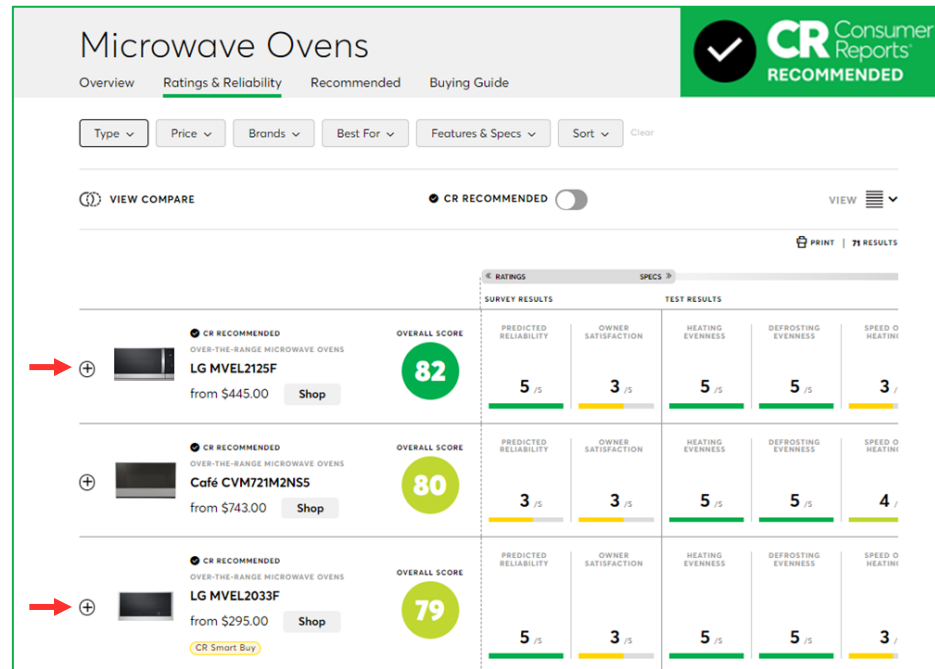 Microwave Ovens
CR Consumer Reports
RECOMMENDED
Overview Ratings & Reliability Recommended Buying Guide
Type Price Brands Best For Features & Specs Sort Clear
VIEW COMPARE CR RECOMMENDED VIEW
PRINT | 71 RESULTS
« RATINGS SPECS »
SURVEY RESULTS TEST RESULTS
CR RECOMMENDED
OVER-THE-RANGE MICROWAVE OVENS
LG MVEL2125F
from $445.00 Shop
OVERALL SCORE
82
PREDICTED RELIABILITY
5 /5
OWNER SATISFACTION
3 /5
HEATING EVENNESS
5 /5
DEFROSTING EVENNESS
5 /5
SPEED O
HEATIN
3 /
CR RECOMMENDED
OVER-THE-RANGE MICROWAVE OVENS
Café CVM721M2NS5
from $743.00 Shop
OVERALL SCORE
80
PREDICTED RELIABILITY
3 /5
OWNER SATISFACTION
3 /5
HEATING EVENNESS
5 /5
DEFROSTING EVENNESS
5 /5
SPEED O
HEATIN
4 /
CR RECOMMENDED
OVER-THE-RANGE MICROWAVE OVENS
LG MVEL2033F
from $295.00 Shop
CR Smart Buy
OVERALL SCORE
79
PREDICTED RELIABILITY
5 /5
OWNER SATISFACTION
3 /5
HEATING EVENNESS
5 /5
DEFROSTING EVENNESS
5 /5
SPEED O
HEATIN
3 /